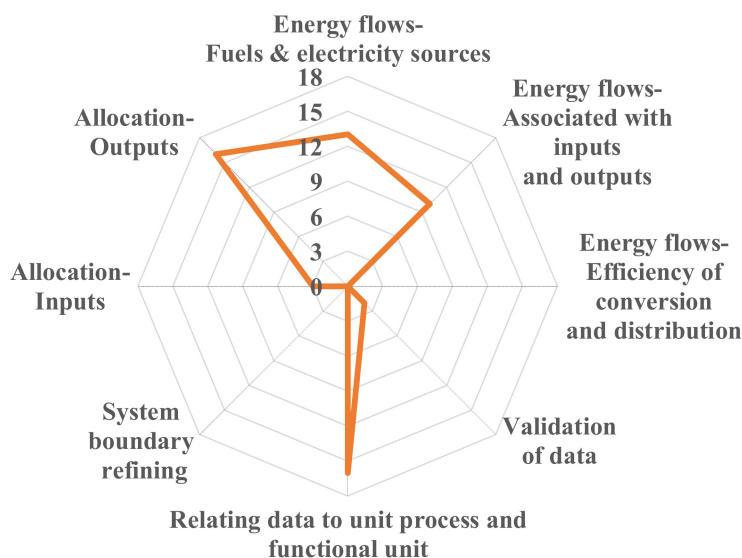 Energy flows-
Fuels & electricity sources
18
15
12
9
6
3
0
Energy flows-
Associated with
inputs
and outputs
Energy flows-
Efficiency of
conversion
and distribution
Validation
of data
Relating data to unit process and
functional unit
System
boundary
refining
Allocation-
Inputs
Allocation-
Outputs